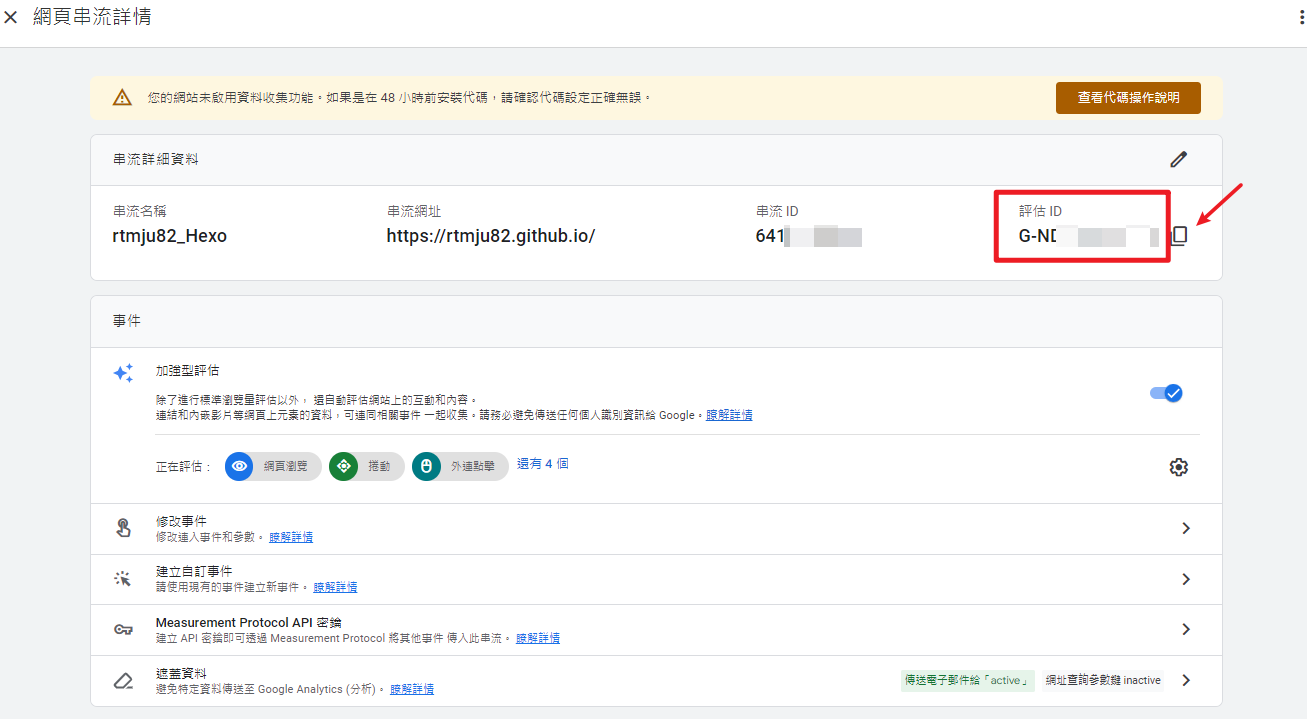 網頁串流詳情
您的網站未啟用資料收集功能。如果是在 48 小時前安裝代碼，請確認代碼設定正確無誤。
查看代碼操作說明
串流詳細資料
串流名稱
rtmju82_Hexo
串流網址
https://rtmju82.github.io/
串流 ID
641
評估 ID
G-ND
事件
加強型評估
除了進行標準瀏覽量評估以外， 還自動評估網站上的互動和內容。
連結和內嵌影片等網頁上元素的資料，可連同相關事件 一起收集。請務必避免傳送任何個人識別資訊給 Google。瞭解詳情
正在評估： 網頁瀏覽 捲動 外連點擊 還有 4 個
修改事件
修改連入事件和參數。 瞭解詳情
建立自訂事件
請使用現有的事件建立新事件。 瞭解詳情
Measurement Protocol API 密鑰
建立 API 密鑰即可透過 Measurement Protocol 將其他事件 傳入此串流。 瞭解詳情
遮蓋資料
避免特定資料傳送至 Google Analytics (分析)。 瞭解詳情
傳送電子郵件給「active」 網址查詢參數鍵 inactive